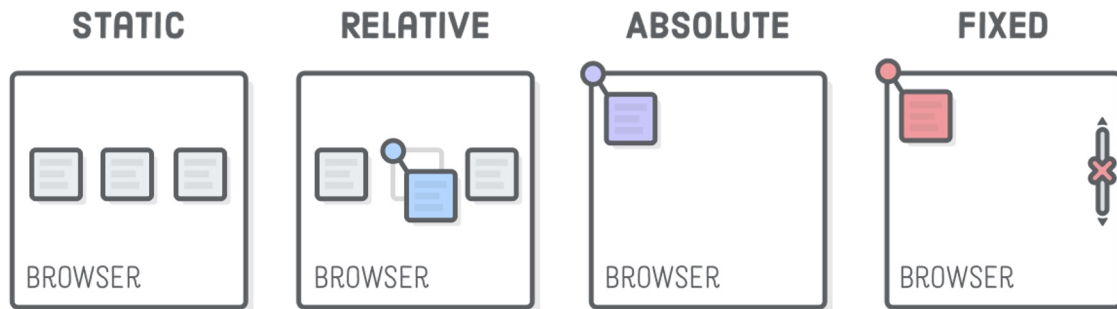 STATIC
RELATIVE
ABSOLUTE
FIXED
BROWSER
BROWSER
BROWSER
BROWSER